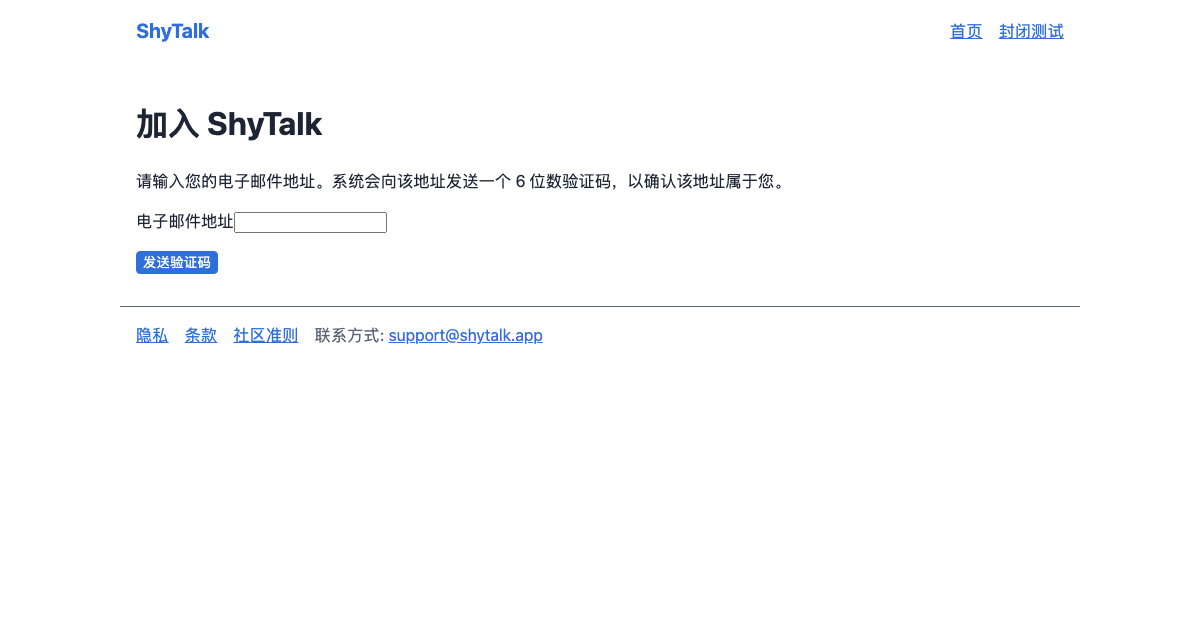 ShyTalk
首页 封闭测试
加入 ShyTalk
请输入您的电子邮件地址。系统会向该地址发送一个 6 位数验证码，以确认该地址属于您。
电子邮件地址
发送验证码
隐私 条款 社区准则 联系方式: support@shytalk.app